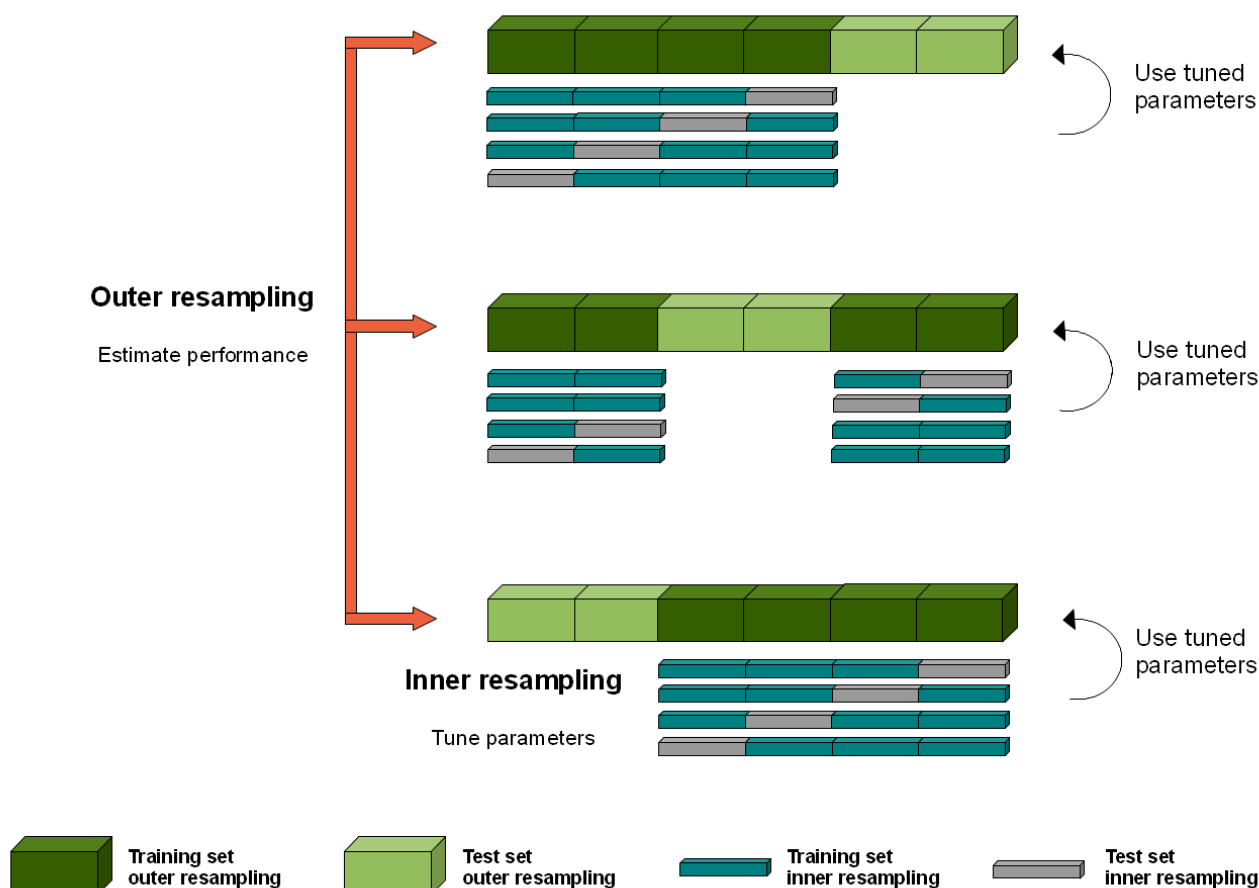 Use tuned
parameters
Outer resampling
Estimate performance
Use tuned
parameters
Use tuned
parameters
Inner resampling
Tune parameters
Training set
outer resampling
Test set
outer resampling
Training set
inner resampling
Test set
inner resampling